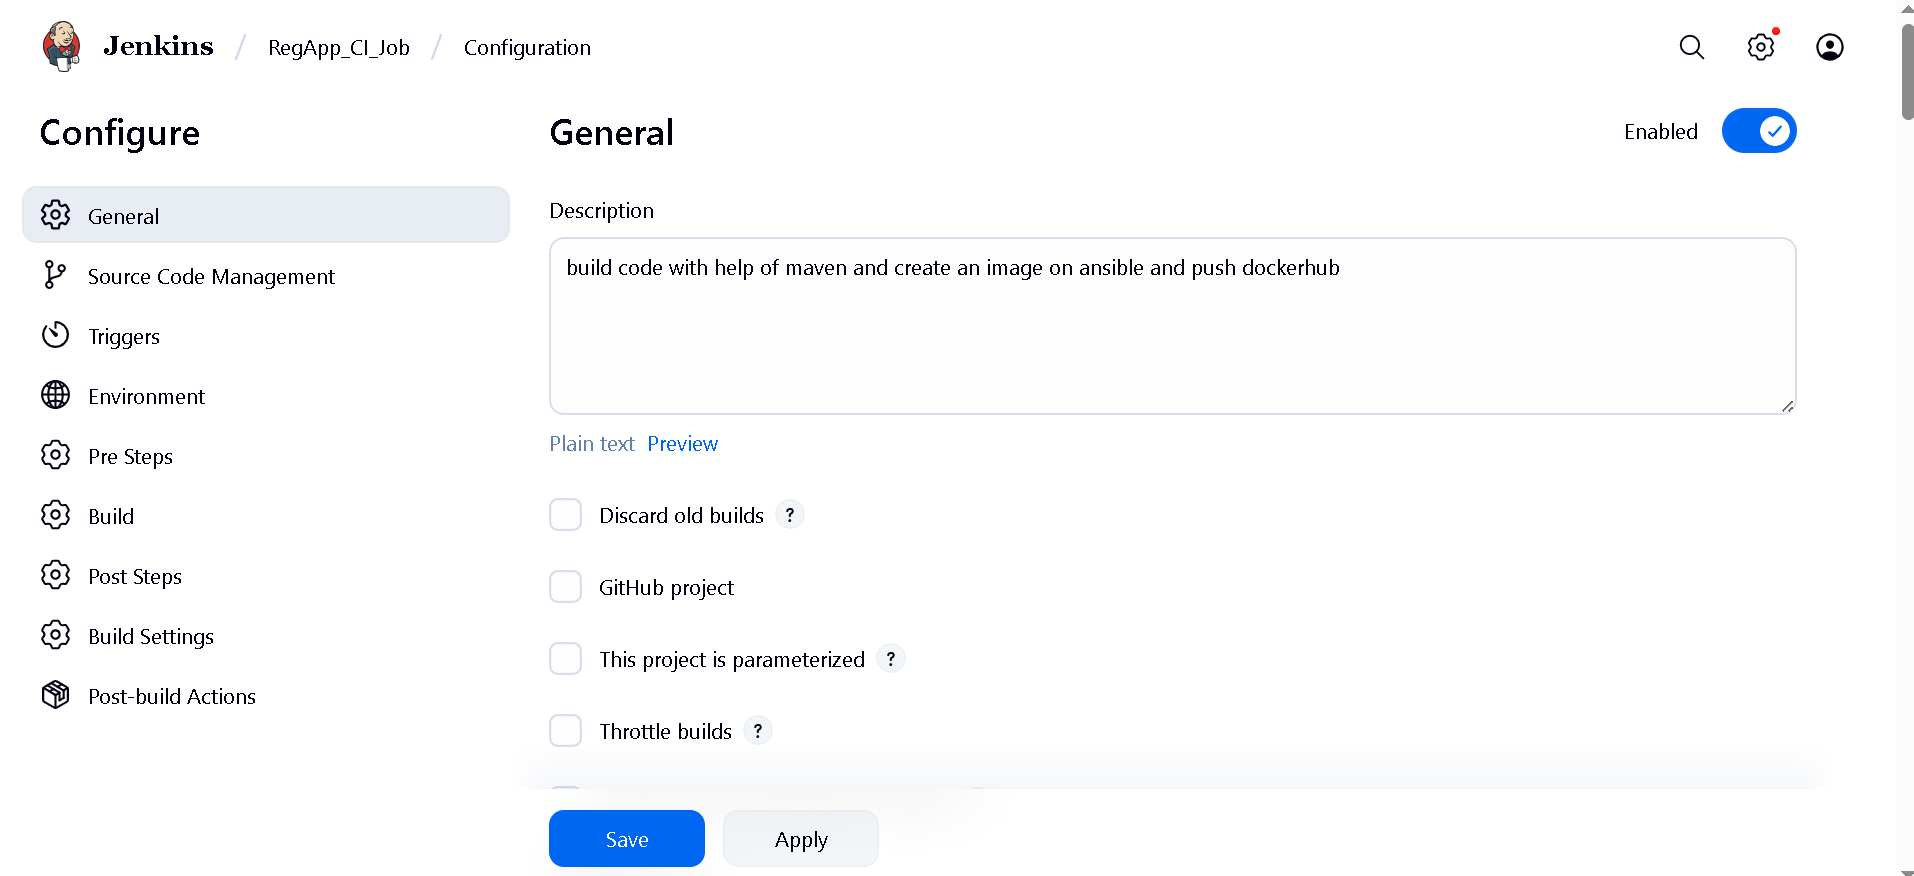 Jenkins / RegApp_CI_Job / Configuration
Configure
General
Source Code Management
Triggers
Environment
Pre Steps
Build
Post Steps
Build Settings
Post-build Actions
General
Enabled
Description
build code with help of maven and create an image on ansible and push dockerhub
Plain text Preview
Discard old builds ?
GitHub project
This project is parameterized ?
Throttle builds ?
Save Apply